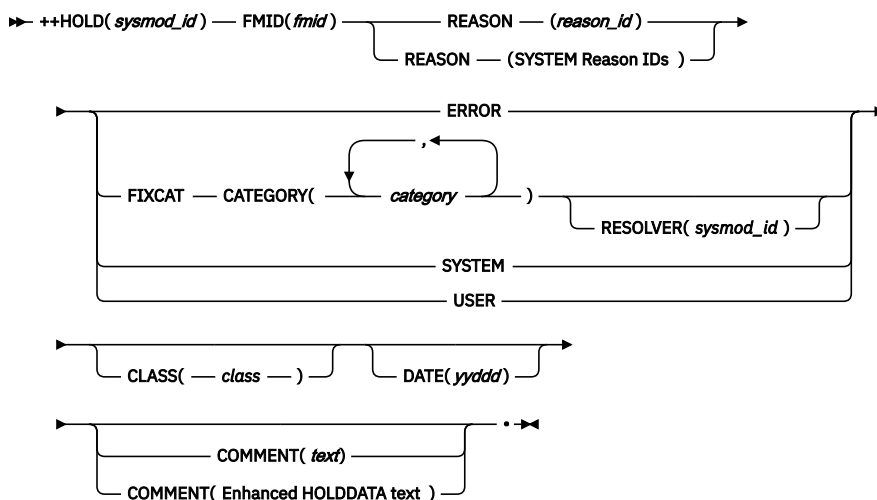 ++HOLD( sysmod_id ) FMID( fmid ) REASON (reason_id )
REASON (SYSTEM Reason IDs )
ERROR
,
FIXCAT CATEGORY( category )
RESOLVER( sysmod_id )
SYSTEM
USER
CLASS( class ) DATE( yyddd )
.
COMMENT( text)
COMMENT( Enhanced HOLDDATA text )